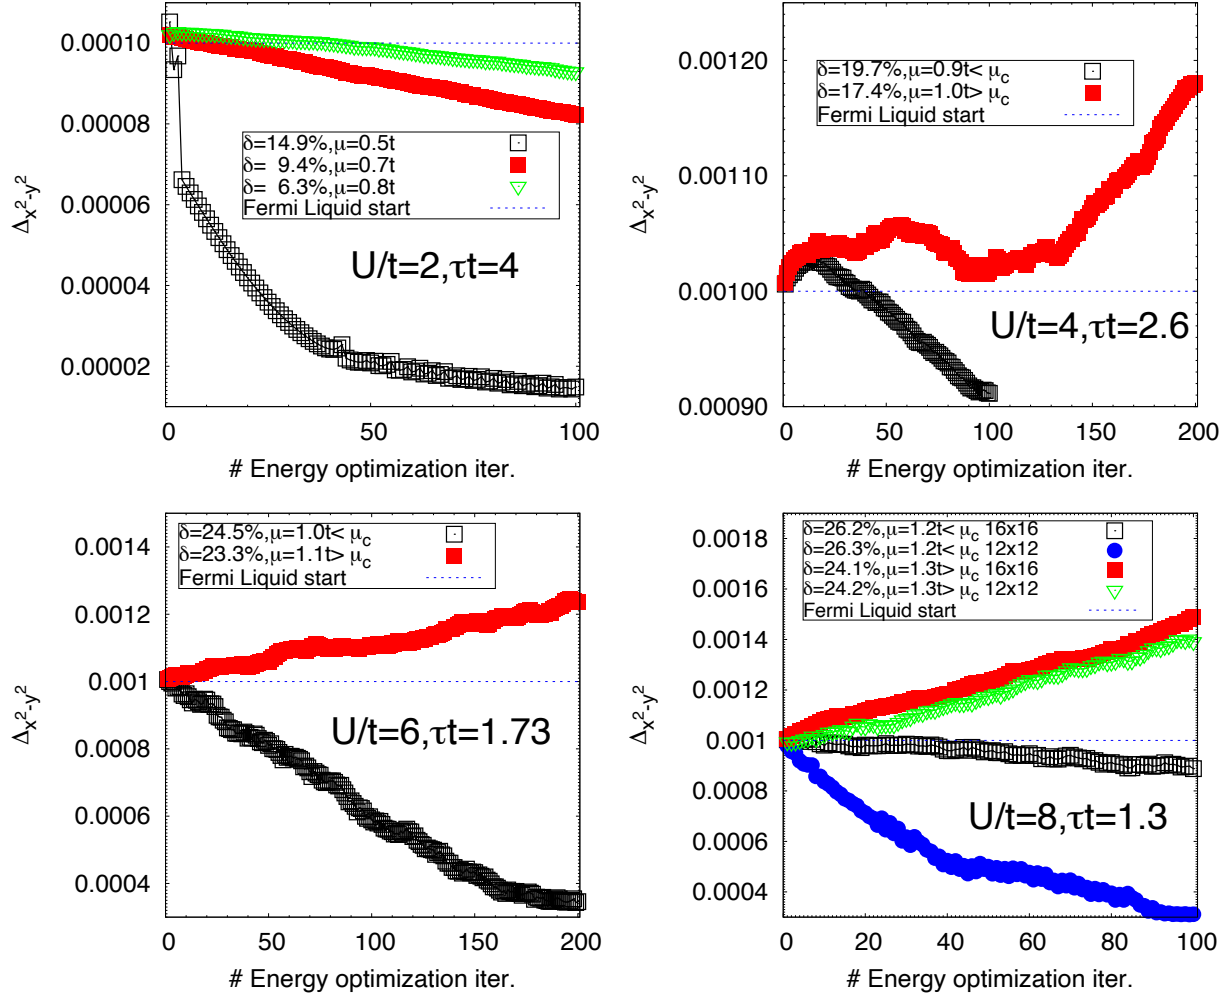 0.00010
0.00008
0.00006
0.00004
0.00002
Δx²-y²
δ=14.9%,μ=0.5t
δ= 9.4%,μ=0.7t
δ= 6.3%,μ=0.8t
Fermi Liquid start
U/t=2,τt=4
0 50 100
# Energy optimization iter.
0.00120
0.00110
0.00100
0.00090
Δx²-y²
δ=19.7%,μ=0.9t< μc
δ=17.4%,μ=1.0t> μc
Fermi Liquid start
U/t=4,τt=2.6
0 50 100 150 200
# Energy optimization iter.
0.0014
0.0012
0.001
0.0008
0.0006
0.0004
Δx²-y²
δ=24.5%,μ=1.0t< μc
δ=23.3%,μ=1.1t> μc
Fermi Liquid start
U/t=6,τt=1.73
0 50 100 150 200
# Energy optimization iter.
0.0018
0.0016
0.0014
0.0012
0.001
0.0008
0.0006
0.0004
Δx²-y²
δ=26.2%,μ=1.2t< μc 16x16
δ=26.3%,μ=1.2t< μc 12x12
δ=24.1%,μ=1.3t> μc 16x16
δ=24.2%,μ=1.3t> μc 12x12
Fermi Liquid start
U/t=8,τt=1.3
0 20 40 60 80 100
# Energy optimization iter.